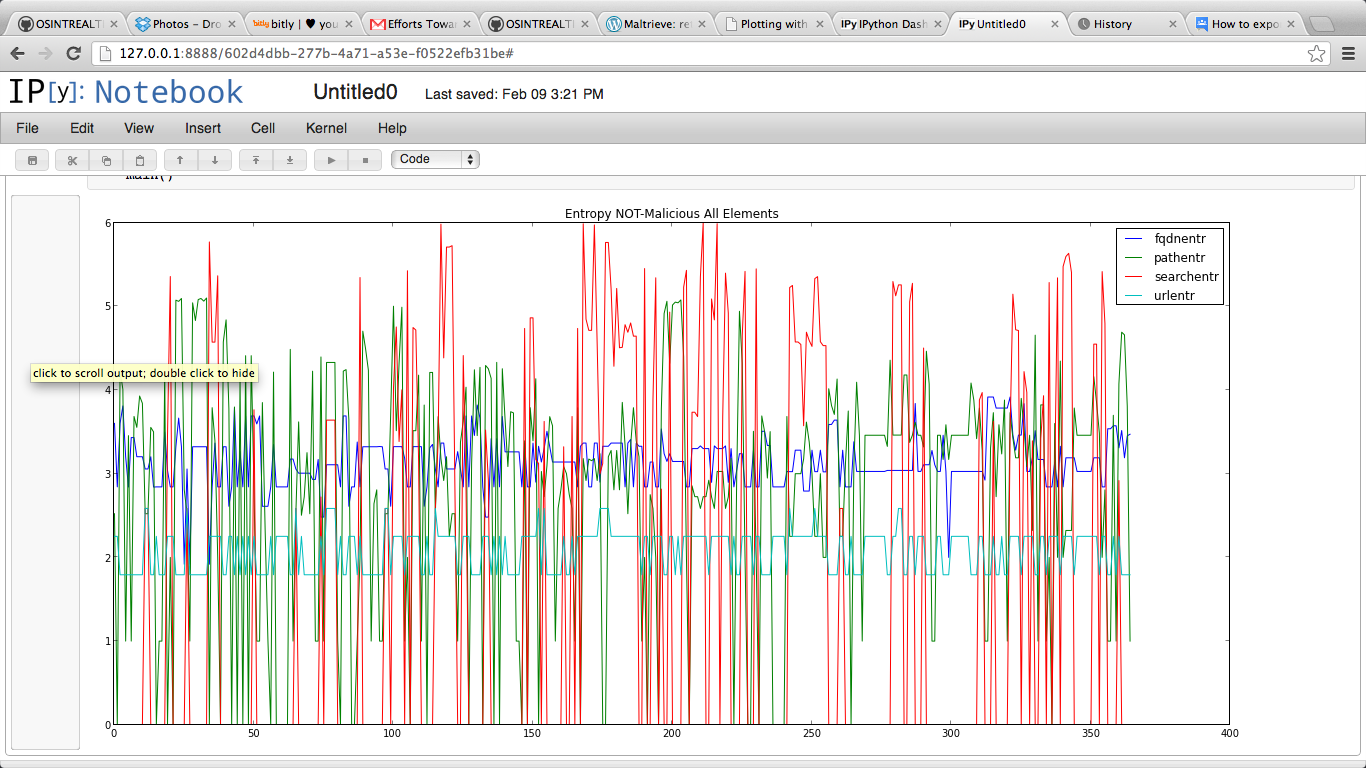 OSINTREALT
Photos - Dro
bitly | ♥ you
Gmail Efforts Towar
OSINTREALT
Maltrieve: re
Plotting with
IPy IPython Dash
IPy Untitled0
History
How to expo
127.0.0.1:8888/602d4dbb-277b-4a71-a53e-f0522efb31be#
IP[y]: Notebook Untitled0 Last saved: Feb 09 3:21 PM
File Edit View Insert Cell Kernel Help
Code
main()
Entropy NOT-Malicious All Elements
6
5
4
3
2
1
0
fqdnentr
pathentr
searchentr
urlentr
click to scroll output; double click to hide
0 50 100 150 200 250 300 350 400